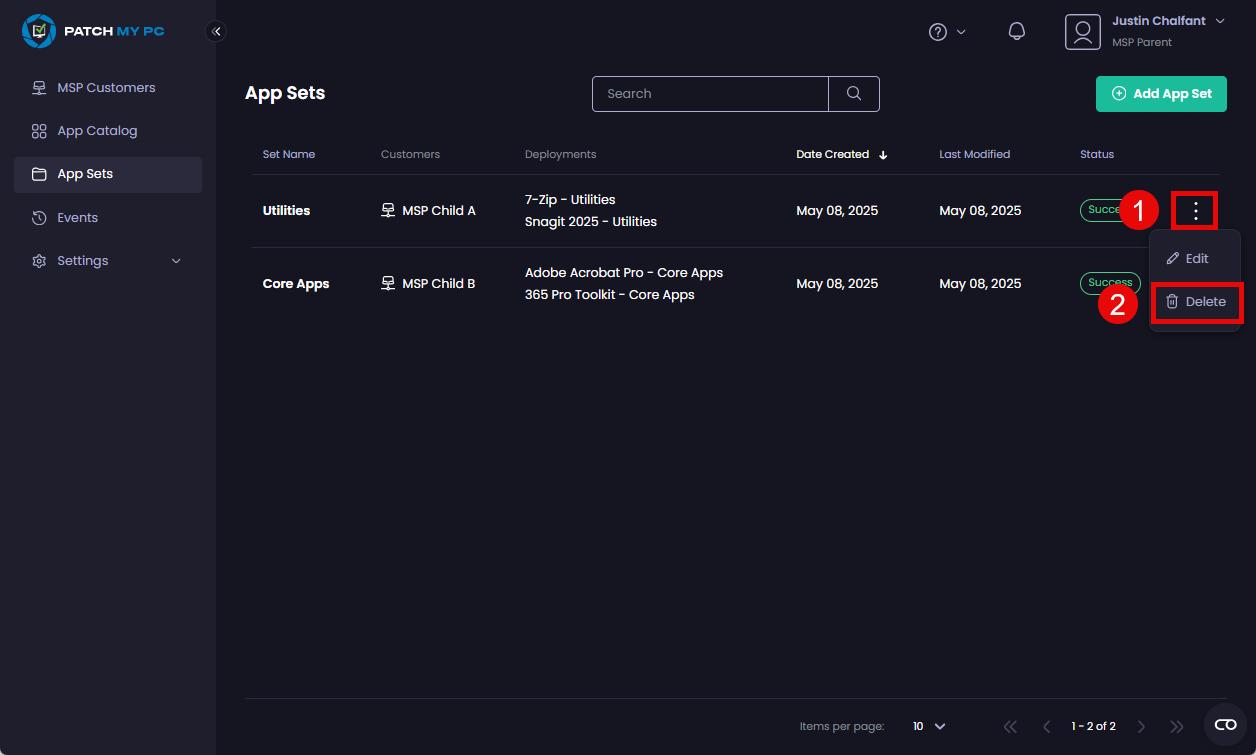 PATCH MY PC
Justin Chalfant
MSP Parent
MSP Customers
App Catalog
App Sets
Events
Settings
App Sets
Search
Add App Set
Set Name Customers Deployments Date Created Last Modified Status
Utilities MSP Child A 7-Zip - Utilities May 08, 2025 May 08, 2025 Succe 1
Snagit 2025 - Utilities
Edit
Core Apps MSP Child B Adobe Acrobat Pro - Core Apps May 08, 2025 May 08, 2025 Success
365 Pro Toolkit - Core Apps
2 Delete
Items per page: 10 1 - 2 of 2